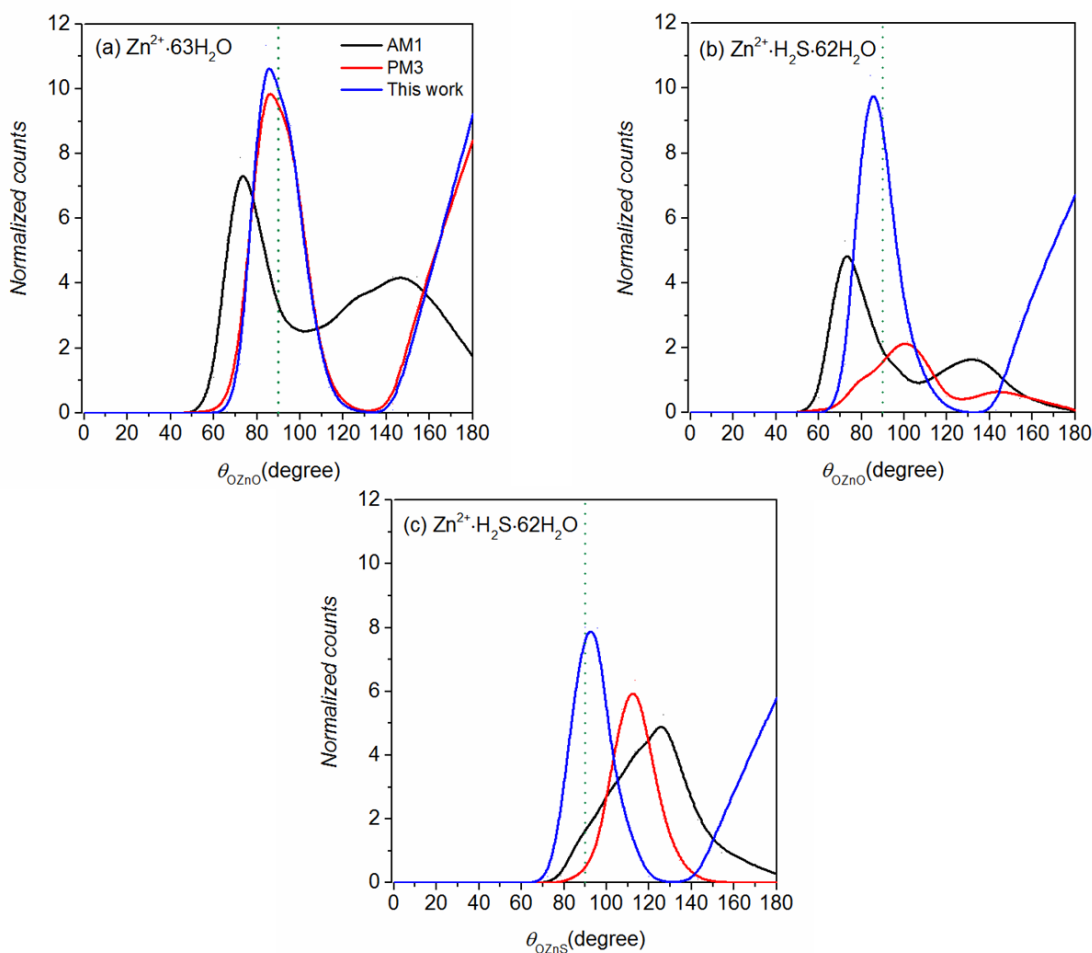 (a) Zn²⁺·63H₂O
AM1
PM3
This work
12
10
8
6
4
2
0
Normalized counts
0 20 40 60 80 100 120 140 160 180
θOZnO(degree)
(b) Zn²⁺·H₂S·62H₂O
12
10
8
6
4
2
0
Normalized counts
0 20 40 60 80 100 120 140 160 180
θOZnO(degree)
(c) Zn²⁺·H₂S·62H₂O
12
10
8
6
4
2
0
Normalized counts
0 20 40 60 80 100 120 140 160 180
θOZnS(degree)